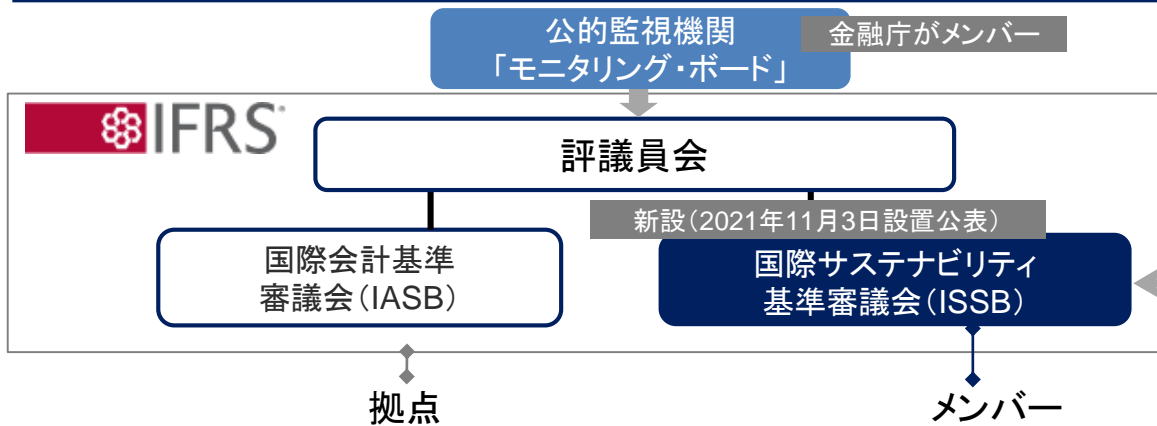 公的監視機関
「モニタリング・ボード」
金融庁がメンバー
IFRS
評議員会
新設（2021年11月3日設置公表）
国際会計基準
審議会（IASB）
国際サステナビリティ
基準審議会（ISSB）
拠点
メンバー